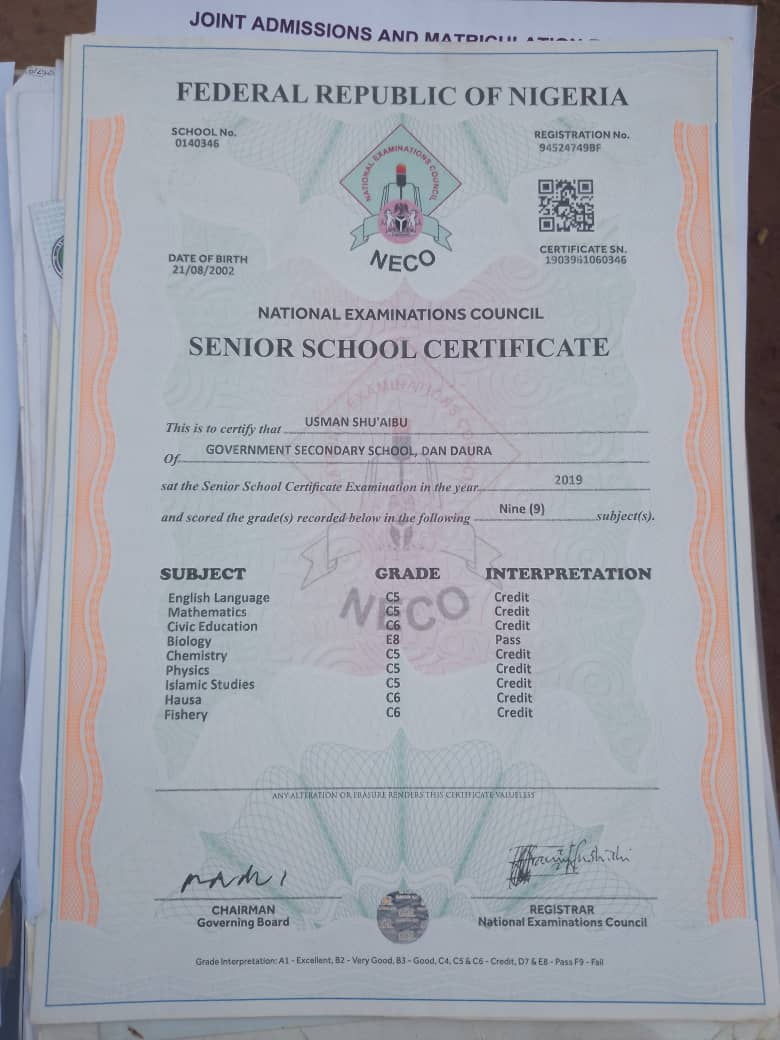 JOINT ADMISSIONS AND MATRICULATION
FEDERAL REPUBLIC OF NIGERIA
SCHOOL No.
0140346
REGISTRATION No.
94524749BF
NATIONAL EXAMINATIONS COUNCIL
NECO
DATE OF BIRTH
21/08/2002
CERTIFICATE SN.
1903961060346
NATIONAL EXAMINATIONS COUNCIL
SENIOR SCHOOL CERTIFICATE
This is to certify that USMAN SHU'AIBU
Of GOVERNMENT SECONDARY SCHOOL, DAN DAURA
sat the Senior School Certificate Examination in the year 2019
and scored the grade(s) recorded below in the following Nine (9) subject(s).
SUBJECT GRADE INTERPRETATION
English Language C5 Credit
Mathematics C5 Credit
Civic Education C6 Credit
Biology E8 Pass
Chemistry C5 Credit
Physics C5 Credit
Islamic Studies C5 Credit
Hausa C6 Credit
Fishery C6 Credit
NECO
ANY ALTERATION OR ERASURE RENDERS THIS CERTIFICATE VALUELESS
CHAIRMAN
Governing Board
REGISTRAR
National Examinations Council
Grade Interpretation: A1 - Excellent, B2 - Very Good, B3 - Good, C4, C5 & C6 - Credit, D7 & E8 - Pass F9 - Fail